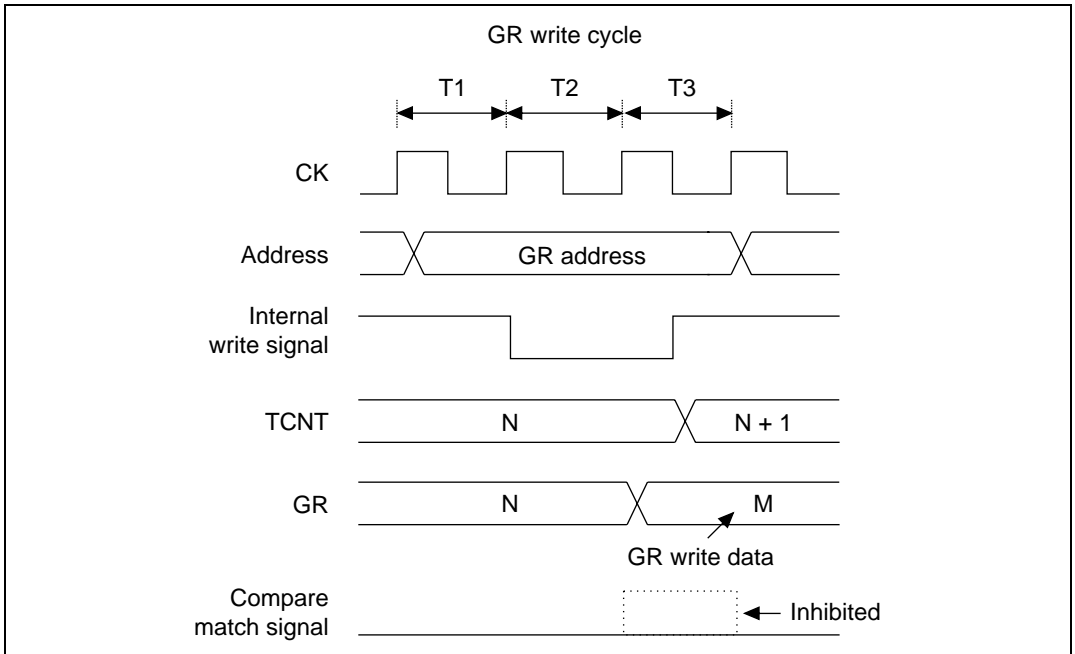 GR write cycle
T1 T2 T3
CK
Address GR address
Internal
write signal
TCNT N N + 1
GR N M
GR write data
Compare
match signal
Inhibited